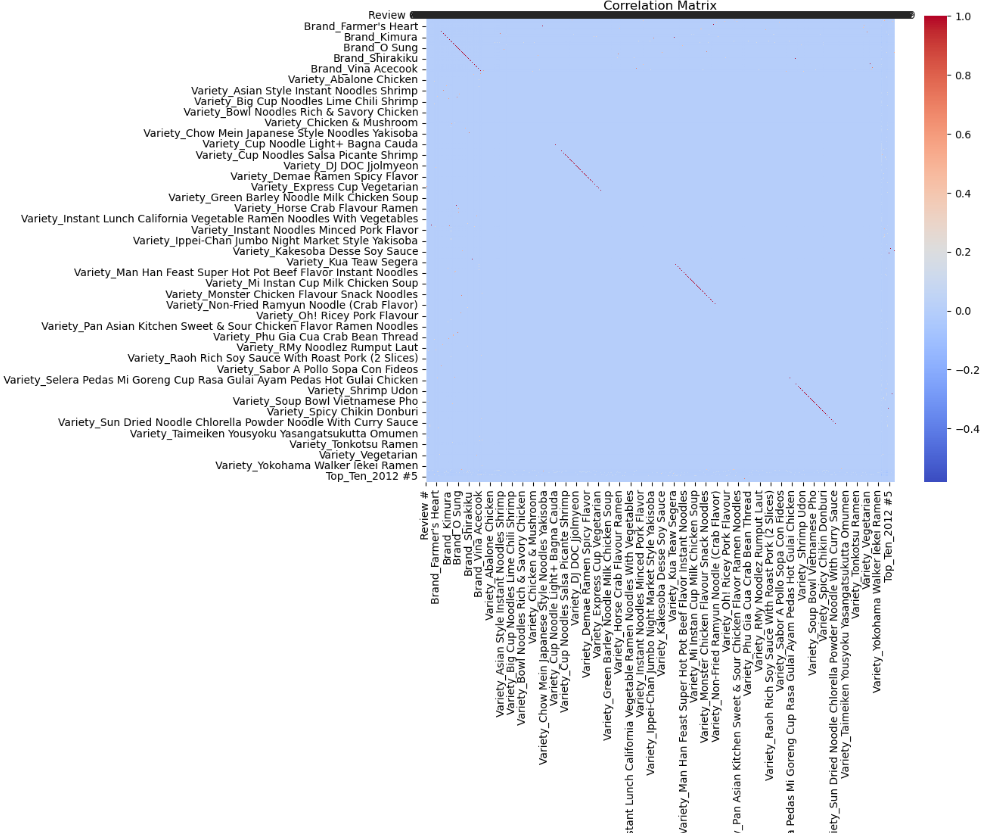 Correlation Matrix
Review #
Brand_Farmer's Heart
Brand_Kimura
Brand_O Sung
Brand_Shirakiku
Brand_Vina Acecook
Variety_Abalone Chicken
Variety_Asian Style Instant Noodles Shrimp
Variety_Big Cup Noodles Lime Chili Shrimp
Variety_Bowl Noodles Rich & Savory Chicken
Variety_Chicken & Mushroom
Variety_Chow Mein Japanese Style Noodles Yakisoba
Variety_Cup Noodle Light+ Bagna Cauda
Variety_Cup Noodles Salsa Picante Shrimp
Variety_DJ DOC Jjolmyeon
Variety_Demae Ramen Spicy Flavor
Variety_Express Cup Vegetarian
Variety_Green Barley Noodle Milk Chicken Soup
Variety_Horse Crab Flavour Ramen
Variety_Instant Lunch California Vegetable Ramen Noodles With Vegetables
Variety_Instant Noodles Minced Pork Flavor
Variety_Ippei-Chan Jumbo Night Market Style Yakisoba
Variety_Kakesoba Desse Soy Sauce
Variety_Kua Teaw Segera
Variety_Man Han Feast Super Hot Pot Beef Flavor Instant Noodles
Variety_Mi Instan Cup Milk Chicken Soup
Variety_Monster Chicken Flavour Snack Noodles
Variety_Non-Fried Ramyun Noodle (Crab Flavor)
Variety_Oh! Ricey Pork Flavour
Variety_Pan Asian Kitchen Sweet & Sour Chicken Flavor Ramen Noodles
Variety_Phu Gia Cua Crab Bean Thread
Variety_RMy Noodlez Rumput Laut
Variety_Raoh Rich Soy Sauce With Roast Pork (2 Slices)
Variety_Sabor A Pollo Sopa Con Fideos
Variety_Selera Pedas Mi Goreng Cup Rasa Gulai Ayam Pedas Hot Gulai Chicken
Variety_Shrimp Udon
Variety_Soup Bowl Vietnamese Pho
Variety_Spicy Chikin Donburi
Variety_Sun Dried Noodle Chlorella Powder Noodle With Curry Sauce
Variety_Taimeiken Yousyoku Yasangatsukutta Omumen
Variety_Tonkotsu Ramen
Variety_Vegetarian
Variety_Yokohama Walker Iekei Ramen
Top_Ten_2012 #5
Review #
Brand_Farmer's Heart
Brand_Kimura
Brand_O Sung
Brand_Shirakiku
Brand_Vina Acecook
Variety_Abalone Chicken
Variety_Asian Style Instant Noodles Shrimp
Variety_Big Cup Noodles Lime Chili Shrimp
Variety_Bowl Noodles Rich & Savory Chicken
Variety_Chicken & Mushroom
Variety_Chow Mein Japanese Style Noodles Yakisoba
Variety_Cup Noodle Light+ Bagna Cauda
Variety_Cup Noodles Salsa Picante Shrimp
Variety_DJ DOC Jjolmyeon
Variety_Demae Ramen Spicy Flavor
Variety_Express Cup Vegetarian
Variety_Green Barley Noodle Milk Chicken Soup
Variety_Horse Crab Flavour Ramen
stant Lunch California Vegetable Ramen Noodles With Vegetables
Variety_Instant Noodles Minced Pork Flavor
Variety_Ippei-Chan Jumbo Night Market Style Yakisoba
Variety_Kakesoba Desse Soy Sauce
Variety_Kua Teaw Segera
Variety_Man Han Feast Super Hot Pot Beef Flavor Instant Noodles
Variety_Mi Instan Cup Milk Chicken Soup
Variety_Monster Chicken Flavour Snack Noodles
Variety_Non-Fried Ramyun Noodle (Crab Flavor)
Variety_Oh! Ricey Pork Flavour
y_Pan Asian Kitchen Sweet & Sour Chicken Flavor Ramen Noodles
Variety_Phu Gia Cua Crab Bean Thread
Variety_RMy Noodlez Rumput Laut
Variety_Raoh Rich Soy Sauce With Roast Pork (2 Slices)
Variety_Sabor A Pollo Sopa Con Fideos
a Pedas Mi Goreng Cup Rasa Gulai Ayam Pedas Hot Gulai Chicken
Variety_Shrimp Udon
Variety_Soup Bowl Vietnamese Pho
Variety_Spicy Chikin Donburi
iety_Sun Dried Noodle Chlorella Powder Noodle With Curry Sauce
Variety_Taimeiken Yousyoku Yasangatsukutta Omumen
Variety_Tonkotsu Ramen
Variety_Vegetarian
Variety_Yokohama Walker Iekei Ramen
Top_Ten_2012 #5
1.0
0.8
0.6
0.4
0.2
0.0
−0.2
−0.4